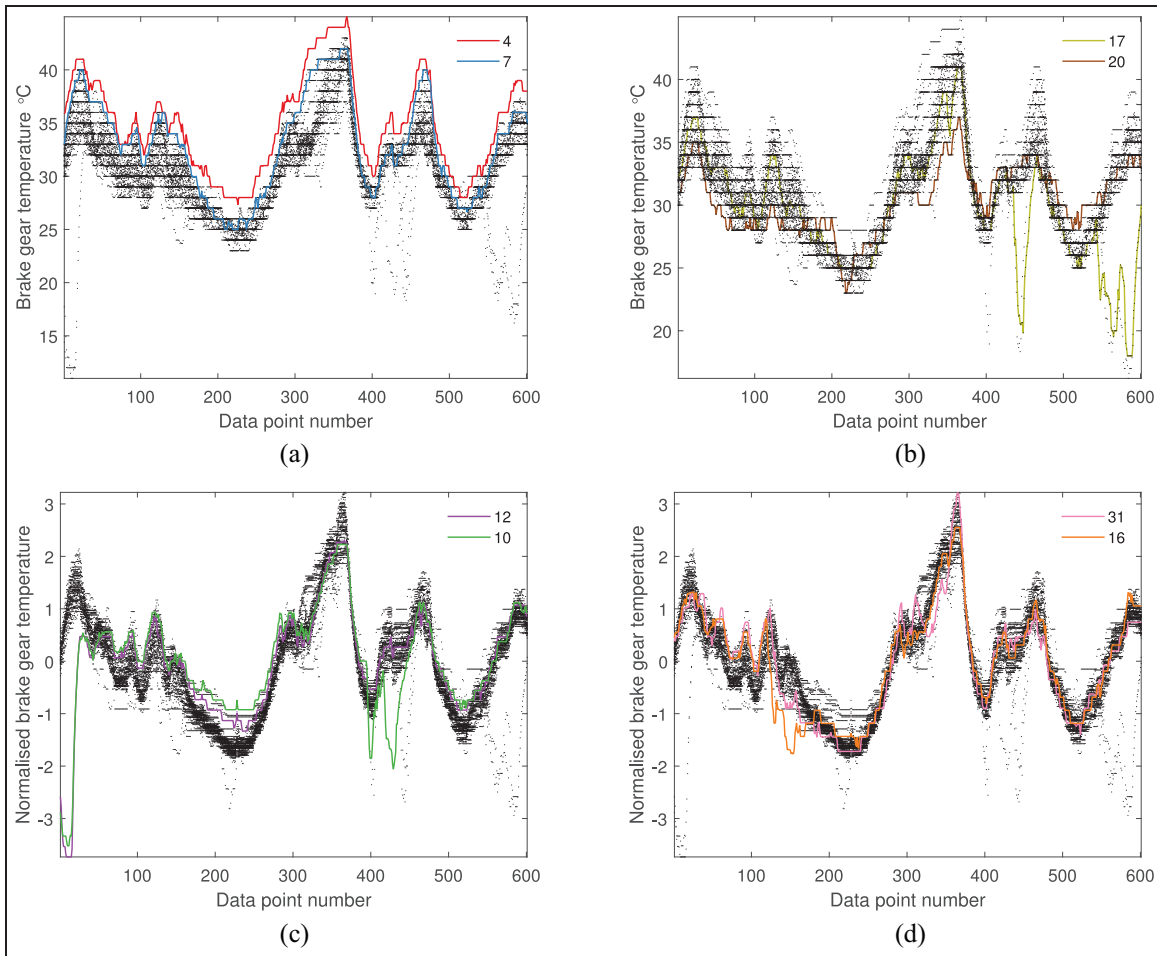 4
7
40
35
30
25
20
15
Brake gear temperature °C
100 200 300 400 500 600
Data point number
(a)
17
20
40
35
30
25
20
Brake gear temperature °C
100 200 300 400 500 600
Data point number
(b)
12
10
3
2
1
0
-1
-2
-3
Normalised brake gear temperature
100 200 300 400 500 600
Data point number
(c)
31
16
3
2
1
0
-1
-2
-3
Normalised brake gear temperature
100 200 300 400 500 600
Data point number
(d)